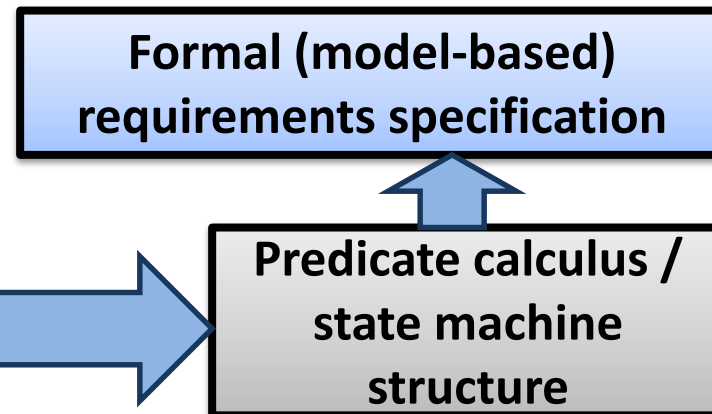 Formal (model-based)
requirements specification
Predicate calculus /
state machine
structure